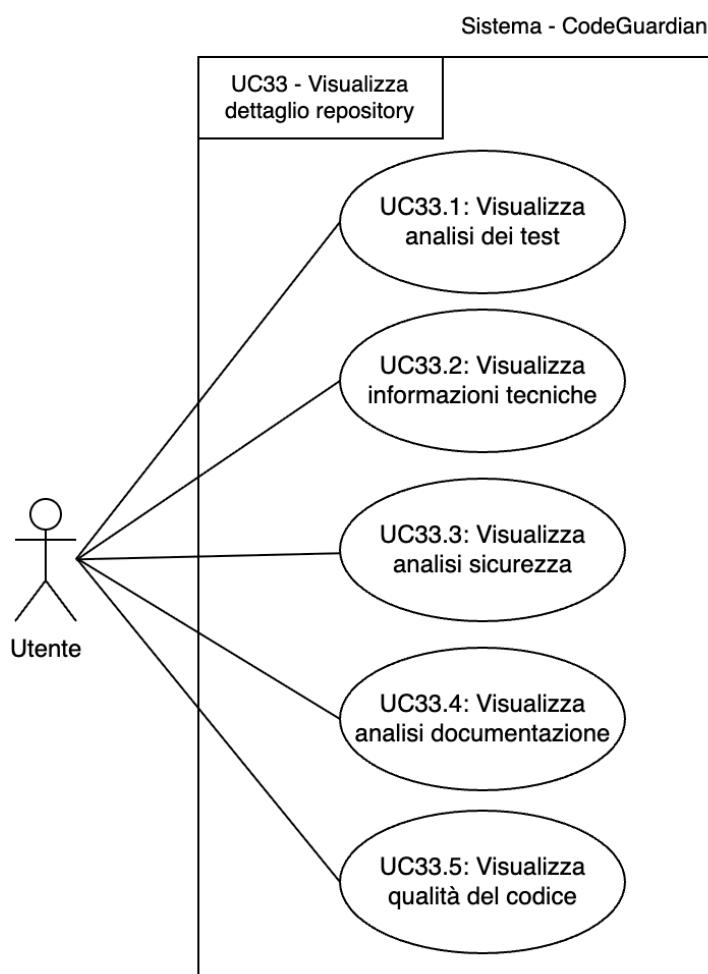 Sistema - CodeGuardian
UC33 - Visualizza
dettaglio repository
UC33.1: Visualizza
analisi dei test
UC33.2: Visualizza
informazioni tecniche
UC33.3: Visualizza
analisi sicurezza
Utente
UC33.4: Visualizza
analisi documentazione
UC33.5: Visualizza
qualità del codice